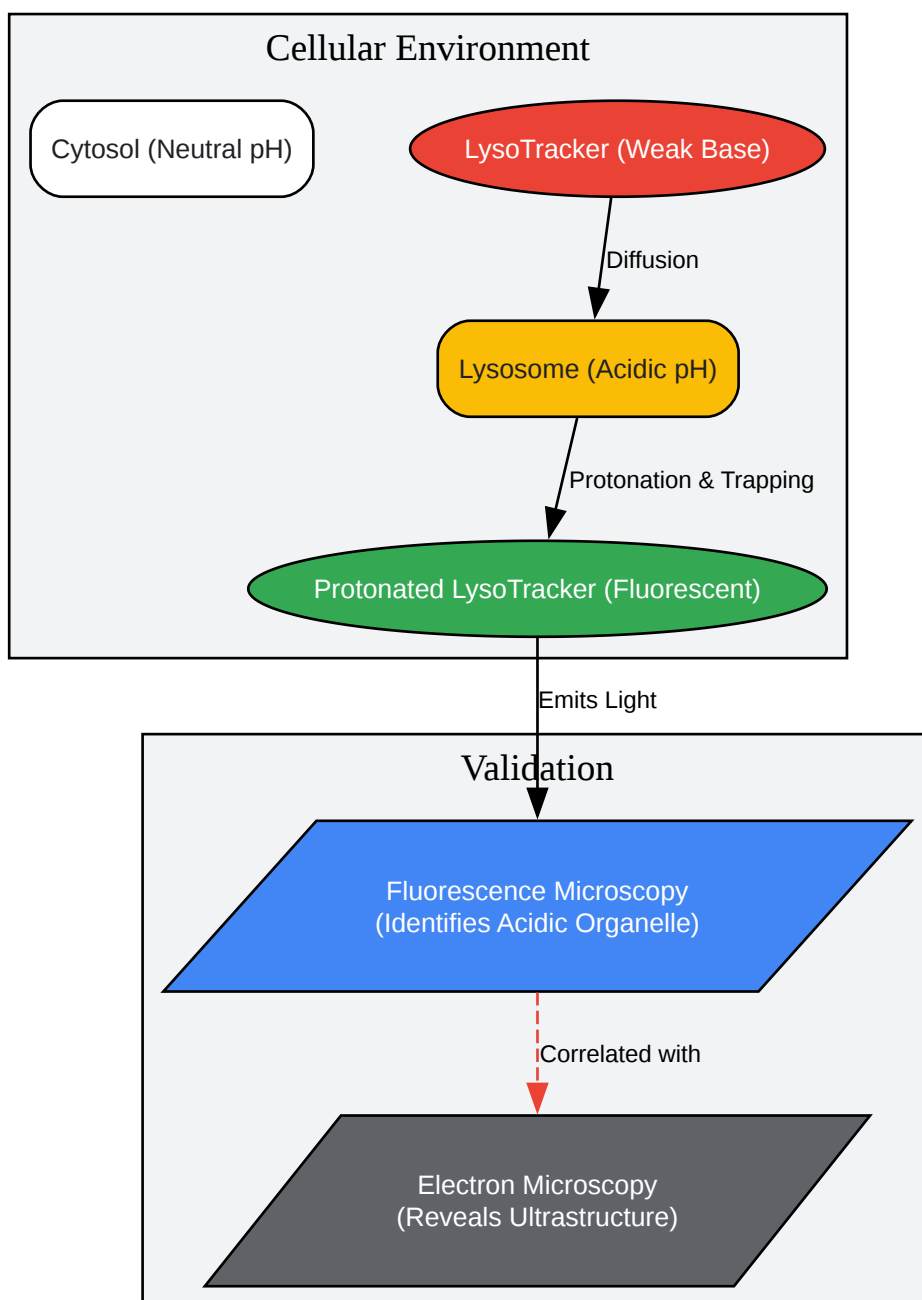 Cellular Environment
Cytosol (Neutral pH)
LysoTracker (Weak Base)
Diffusion
Lysosome (Acidic pH)
Protonation & Trapping
Protonated LysoTracker (Fluorescent)
Emits Light
Validation
Fluorescence Microscopy
(Identifies Acidic Organelle)
Correlated with
Electron Microscopy
(Reveals Ultrastructure)